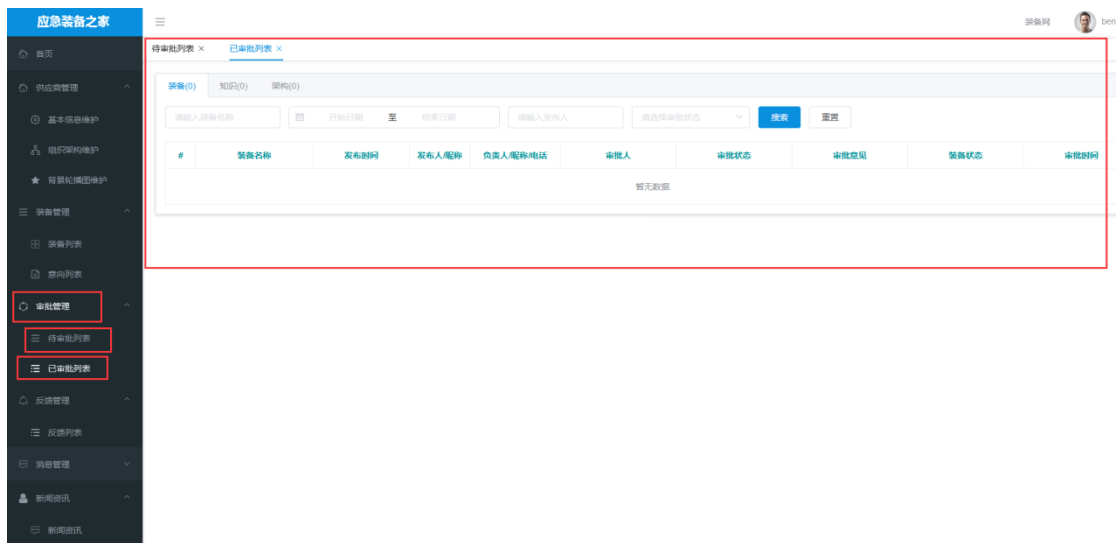 应急装备之家
装备网 ben
首页
供应商管理
基本信息维护
组织架构维护
背景轮播图维护
装备管理
装备列表
意向列表
审批管理
待审批列表
已审批列表
反馈管理
反馈列表
消息管理
新闻资讯
新闻资讯
待审批列表 × 已审批列表 ×
装备(0) 知识(0) 架构(0)
请输入装备名称 开始日期 至 结束日期 请输入发布人 请选择审批状态 搜索 重置
# 装备名称 发布时间 发布人/昵称 负责人/昵称/电话 审批人 审批状态 审批意见 装备状态 审批时间
暂无数据